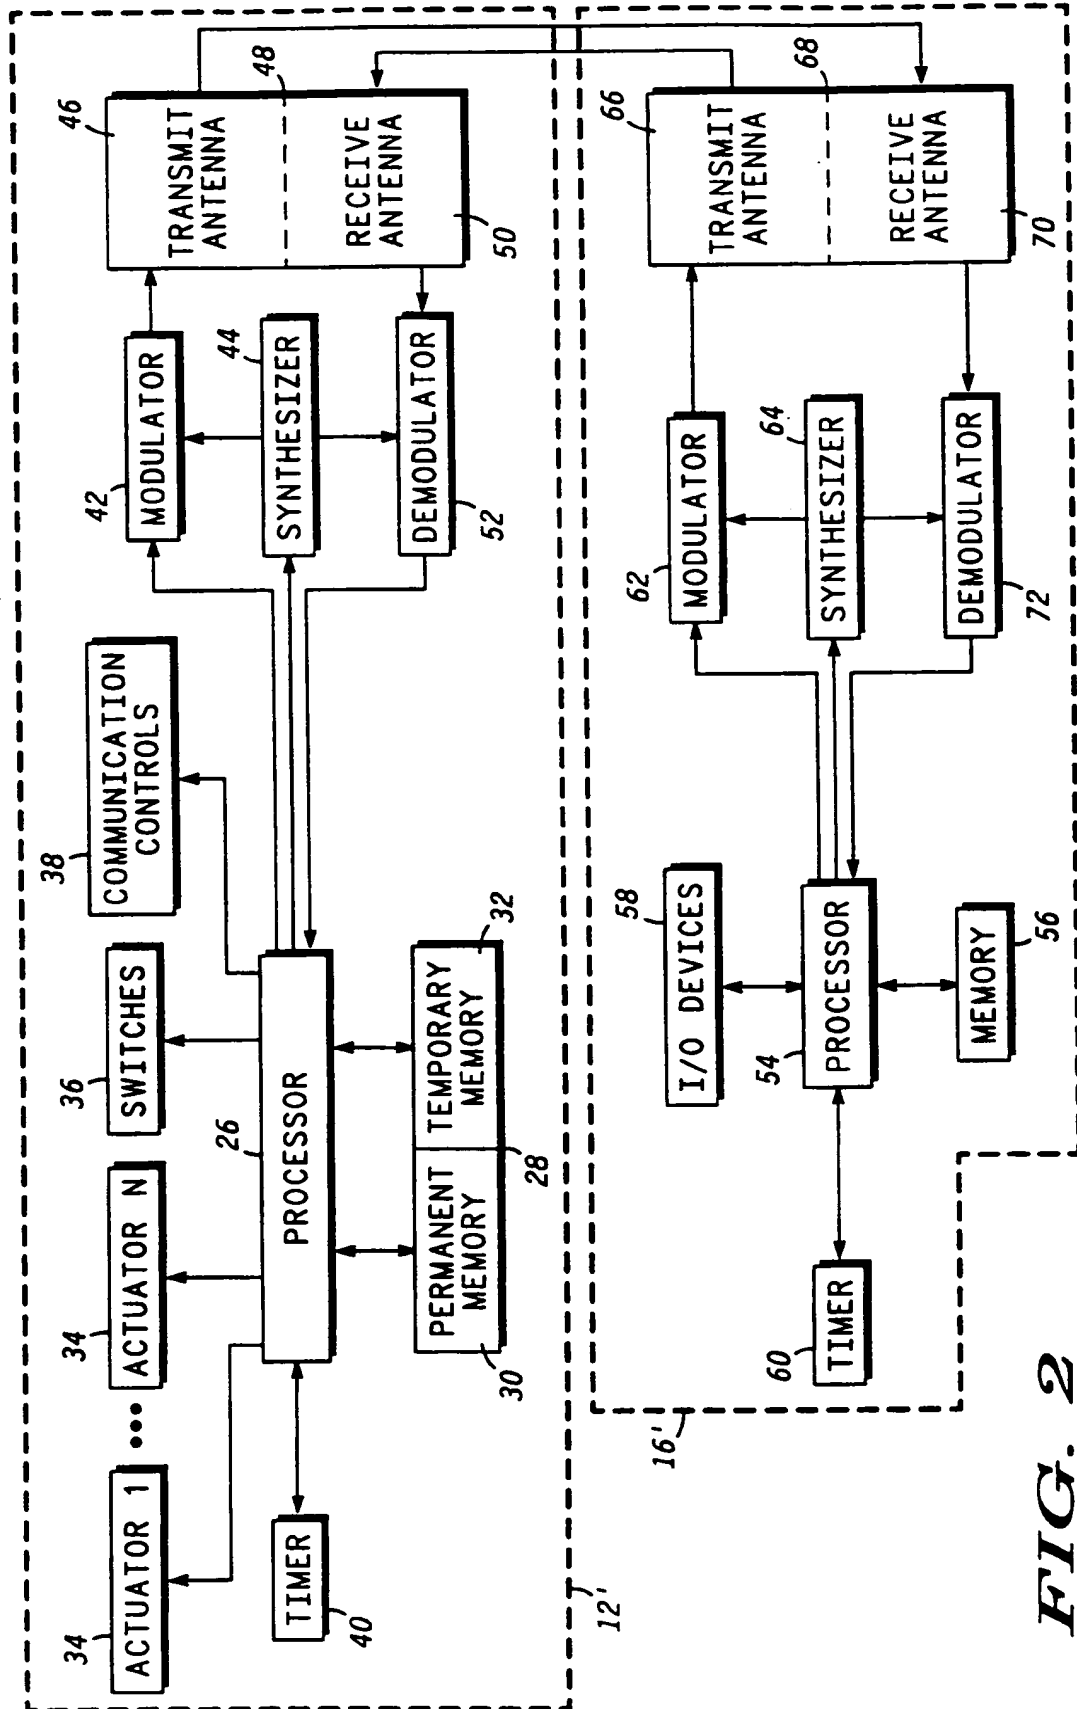 34
ACTUATOR 1
•••
34
ACTUATOR N
36
SWITCHES
38
COMMUNICATION
CONTROLS
42
MODULATOR
46
TRANSMIT
ANTENNA
48
RECEIVE
ANTENNA
50
44
SYNTHESIZER
DEMODULATOR
52
26
PROCESSOR
TIMER
40
PERMANENT
MEMORY
30
28
TEMPORARY
MEMORY
32
12'
16'
58
I/O DEVICES
62
MODULATOR
66
TRANSMIT
ANTENNA
68
RECEIVE
ANTENNA
70
64
SYNTHESIZER
DEMODULATOR
72
54
PROCESSOR
60
TIMER
MEMORY
56
FIG. 2